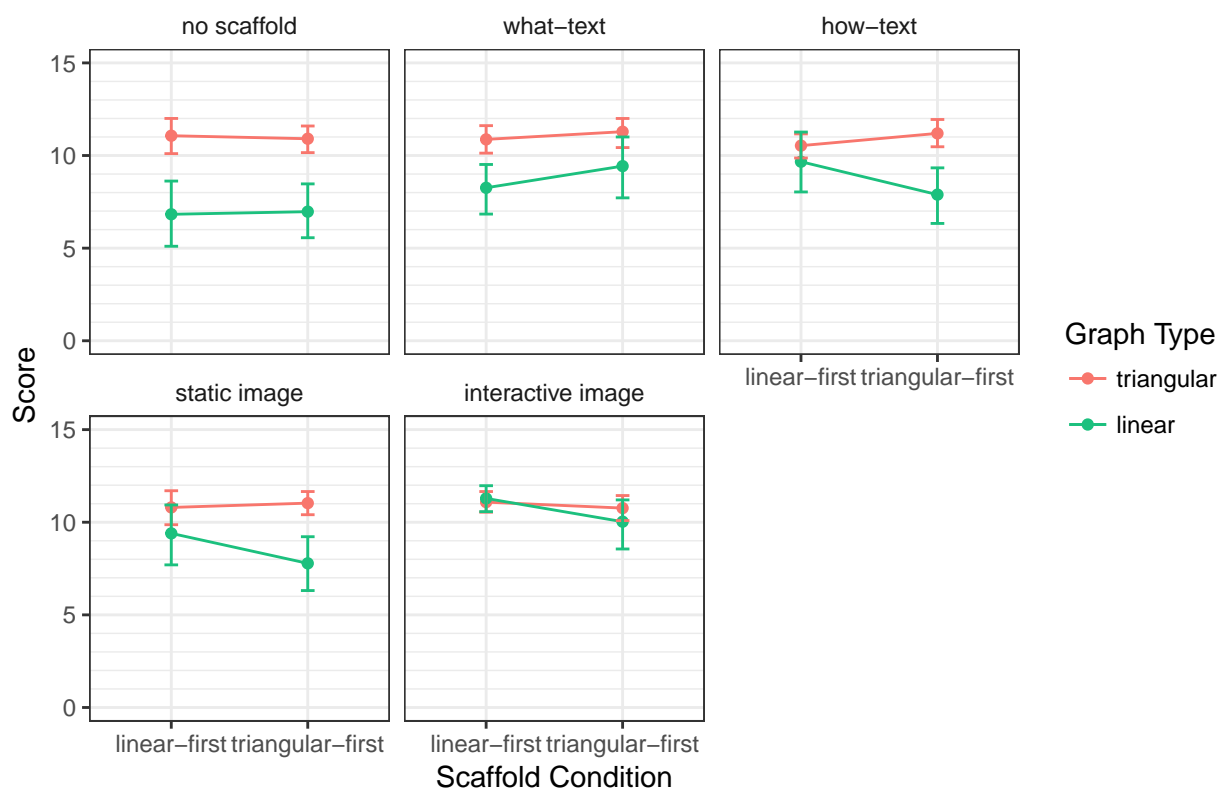 no scaffold
what−text
how−text
15
10
5
0
linear−first
triangular−first
static image
interactive image
15
10
5
0
linear−first
triangular−first
linear−first
triangular−first
Scaffold Condition
Score
Graph Type
triangular
linear